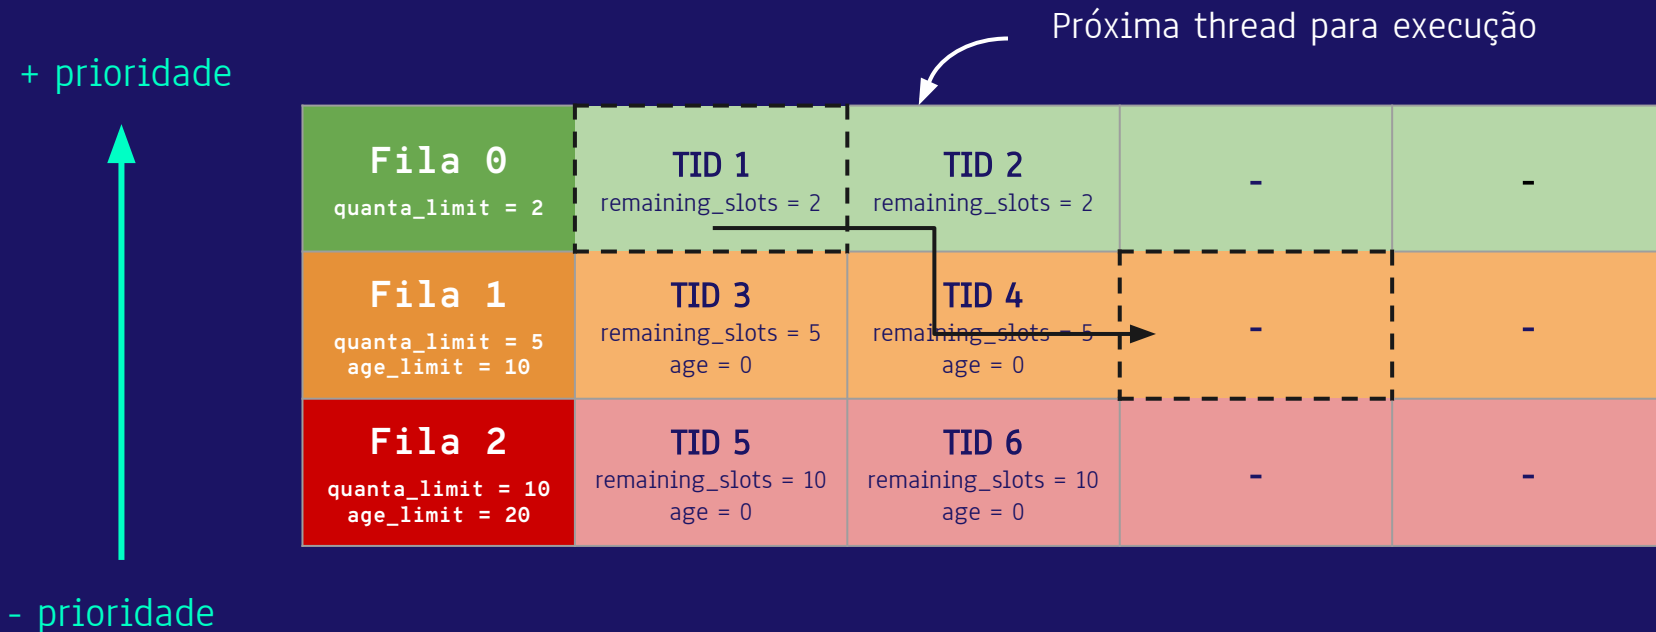 Próxima thread para execução
+ prioridade
Fila 0
quanta_limit = 2
TID 1
remaining_slots = 2
TID 2
remaining_slots = 2
-
-
Fila 1
quanta_limit = 5
age_limit = 10
TID 3
remaining_slots = 5
age = 0
TID 4
remaining_slots = 5
age = 0
-
-
Fila 2
quanta_limit = 10
age_limit = 20
TID 5
remaining_slots = 10
age = 0
TID 6
remaining_slots = 10
age = 0
-
-
- prioridade